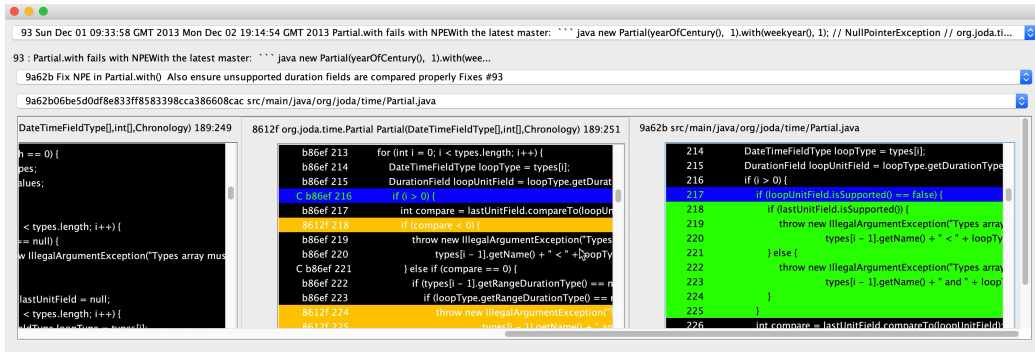 93 Sun Dec 01 09:33:58 GMT 2013 Mon Dec 02 19:14:54 GMT 2013 Partial.with fails with NPEWith the latest master: ``` java new Partial(yearOfCentury(), 1).with(weekyear(), 1); // NullPointerException // org.joda.ti...
93 : Partial.with fails with NPEWith the latest master: ``` java new Partial(yearOfCentury(), 1).with(wee...
9a62b Fix NPE in Partial.with() Also ensure unsupported duration fields are compared properly Fixes #93
9a62b06be5d0df8e833ff8583398cca386608cac src/main/java/org/joda/time/Partial.java
DateTimeFieldType[],int[],Chronology) 189:249
h == 0) {
pes;
alues;
< types.length; i++) {
== null) {
w IllegalArgumentException("Types array mus
lastUnitField = null;
< types.length; i++) {
eldType loopType = types[i];
8612f org.joda.time.Partial Partial(DateTimeFieldType[],int[],Chronology) 189:251
b86ef 213 for (int i = 0; i < types.length; i++) {
b86ef 214 DateTimeFieldType loopType = types[i];
b86ef 215 DurationField loopUnitField = loopType.getDurat
C b86ef 216 if (i > 0) {
b86ef 217 int compare = lastUnitField.compareTo(loopUn
8612f 218 if (compare < 0) {
b86ef 219 throw new IllegalArgumentException("Types
b86ef 220 types[i - 1].getName() + " < " + loopTy
C b86ef 221 } else if (compare == 0) {
b86ef 222 if (types[i - 1].getRangeDurationType() == n
b86ef 223 if (loopType.getRangeDurationType() == n
8612f 224 throw new IllegalArgumentException("T
8612f 225 types[i - 1].getName() + " an
9a62b src/main/java/org/joda/time/Partial.java
214 DateTimeFieldType loopType = types[i];
215 DurationField loopUnitField = loopType.getDurationType
216 if (i > 0) {
217 if (loopUnitField.isSupported() == false) {
218 if (lastUnitField.isSupported()) {
219 throw new IllegalArgumentException("Types array
220 types[i - 1].getName() + " < " + loopTy
221 } else {
222 throw new IllegalArgumentException("Types array
223 types[i - 1].getName() + " and " + loopT
224 }
225 }
226 int compare = lastUnitField.compareTo(loopUnitField);